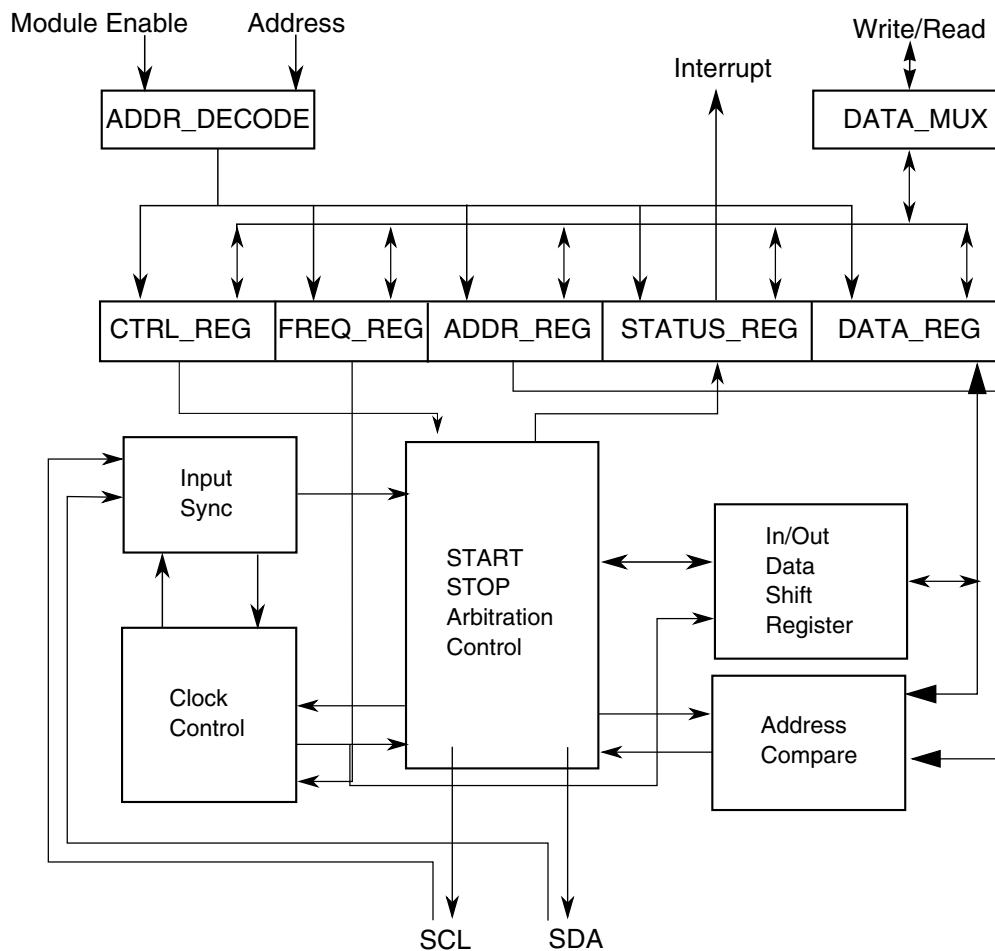 Module Enable
Address
Write/Read
Interrupt
ADDR_DECODE
DATA_MUX
CTRL_REG
FREQ_REG
ADDR_REG
STATUS_REG
DATA_REG
Input
Sync
START
STOP
Arbitration
Control
In/Out
Data
Shift
Register
Clock
Control
Address
Compare
SCL
SDA